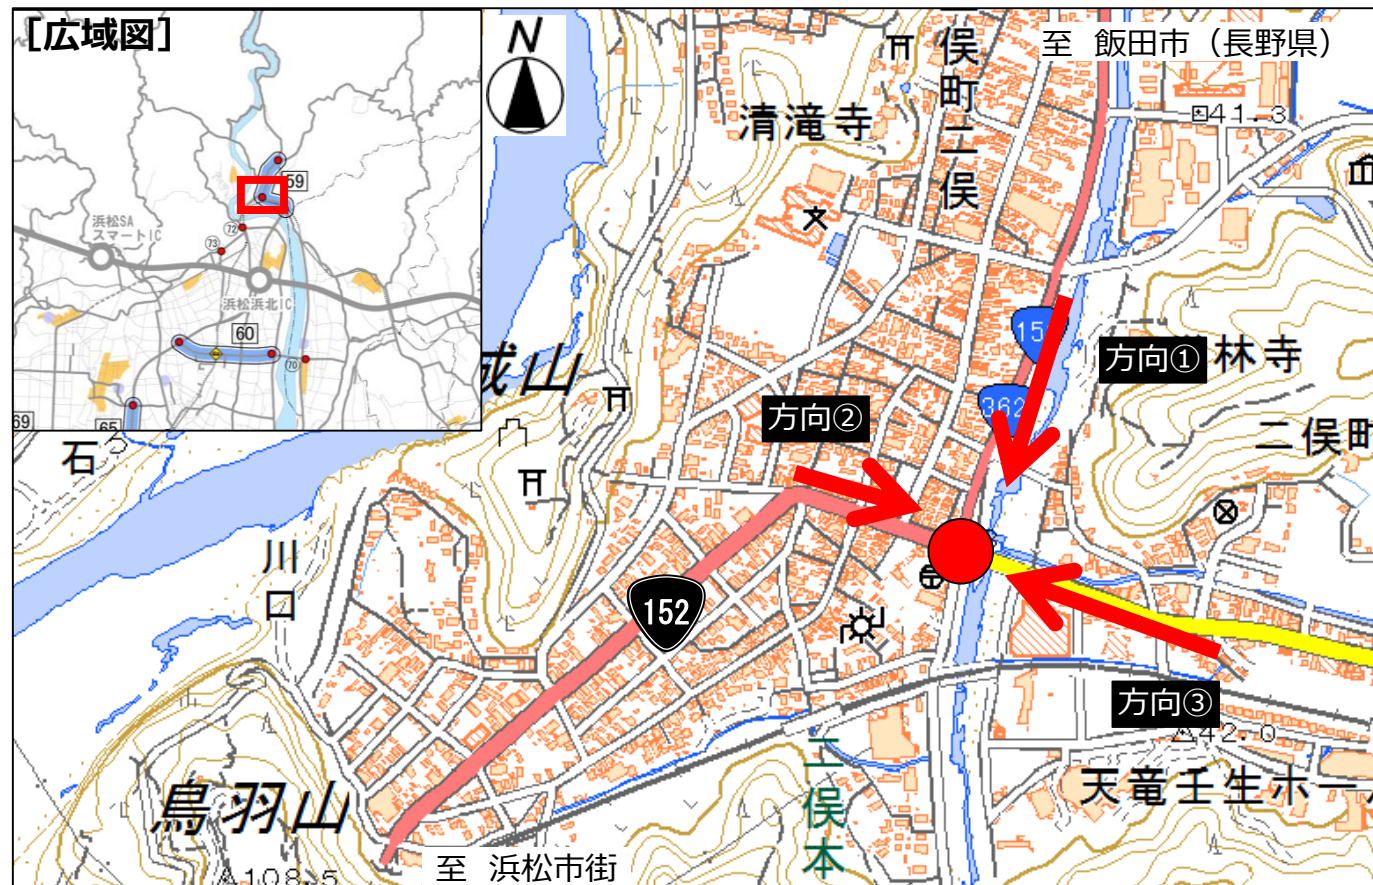 [広域図]
N
59
浜松SA
スマートIC
72
73
浜松浜北IC
60
70
69
65
至 飯田市（長野県）
俣町二俣
41.3
清滝寺
15
方向①
林寺
362
方向②
二俣町
城山
石
川口
152
方向③
42.0
天竜壬生ホール
鳥羽山
二俣本
108.5
至 浜松市街